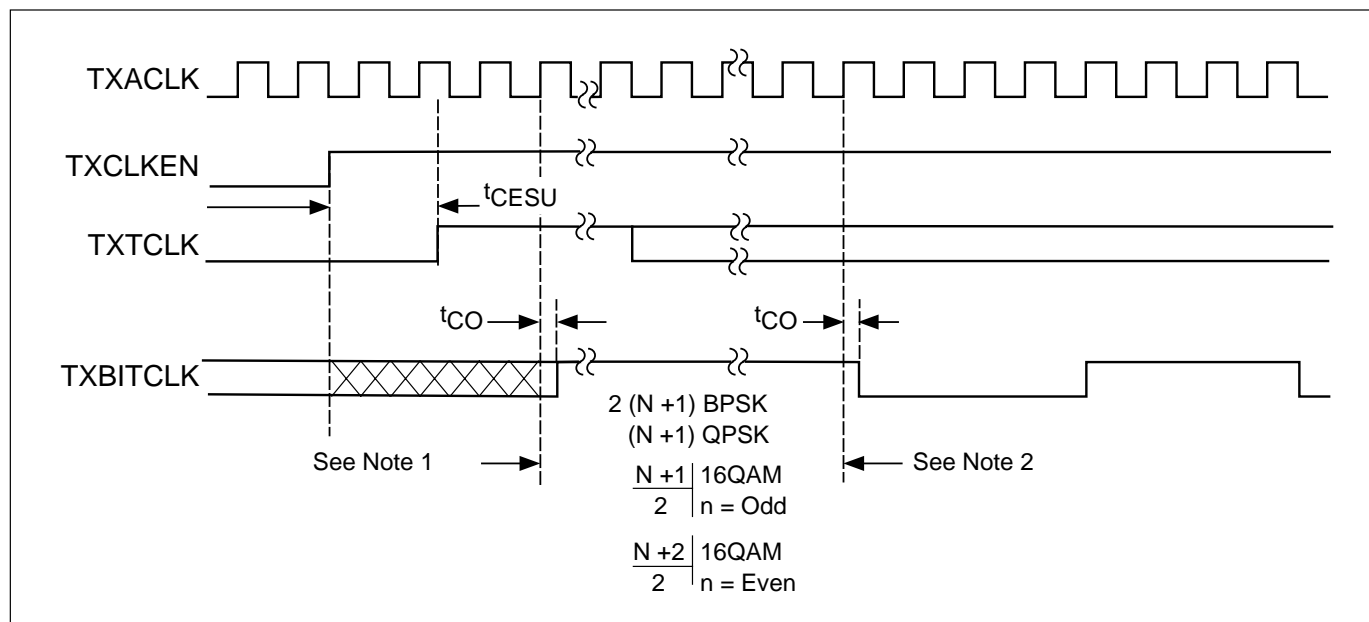 TXACLK
TXCLKEN
tCESU
TXTCLK
tCO
tCO
TXBITCLK
2 (N +1) BPSK
(N +1) QPSK
See Note 1
See Note 2
N +1 16QAM
2 n = Odd
N +2 16QAM
2 n = Even